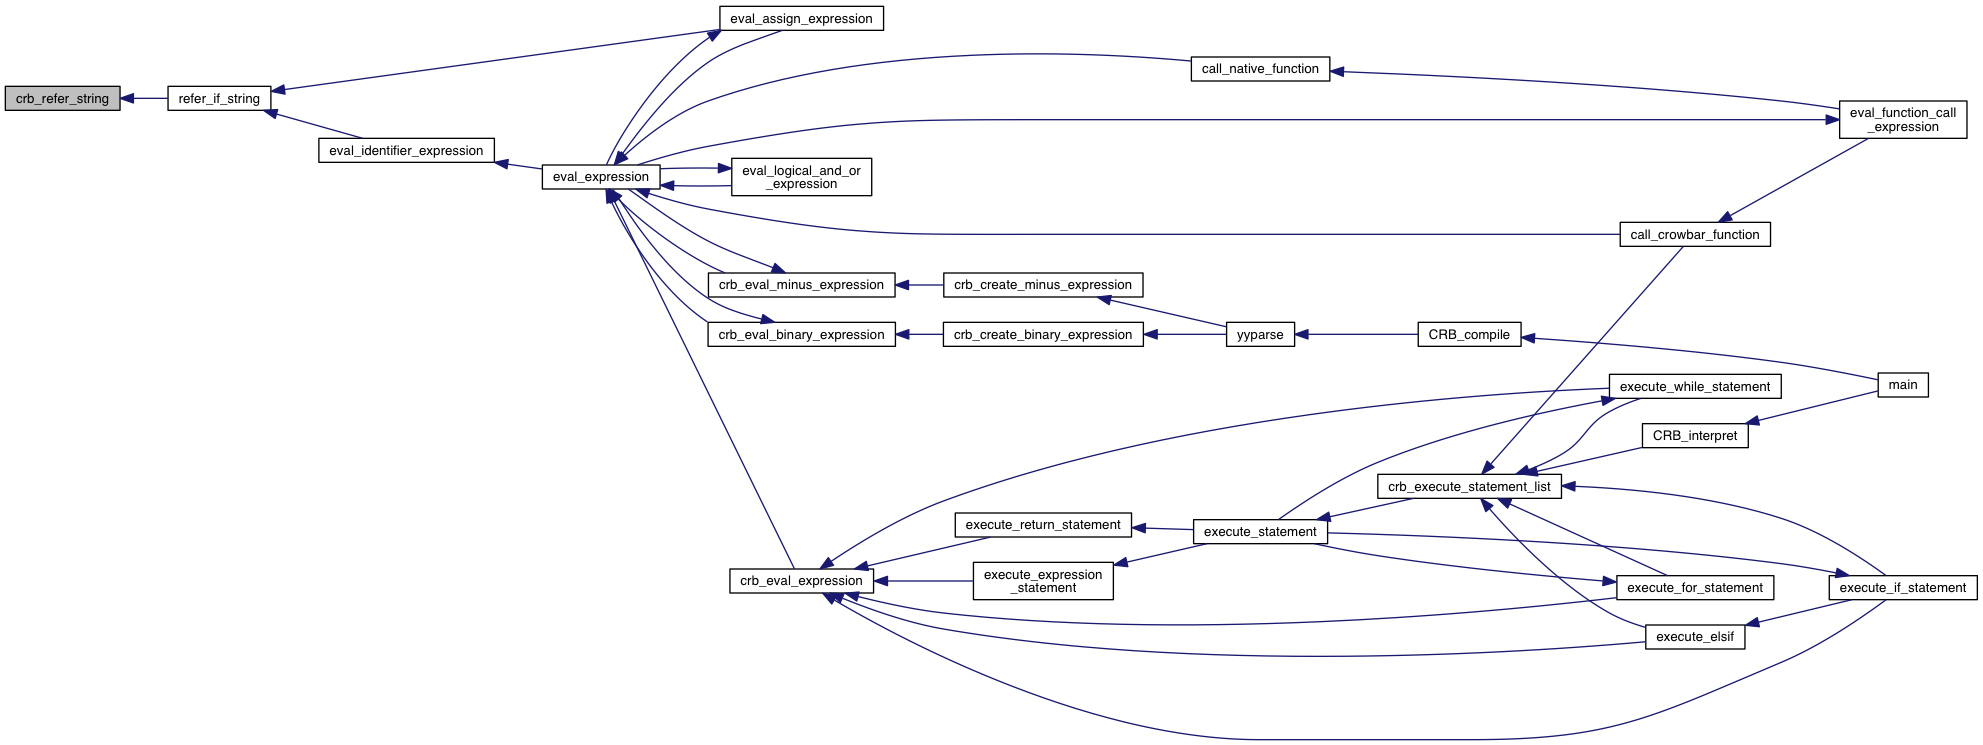 eval_assign_expression
call_native_function
crb_refer_string
refer_if_string
eval_function_call
_expression
eval_identifier_expression
eval_expression
eval_logical_and_or
_expression
call_crowbar_function
crb_eval_minus_expression
crb_create_minus_expression
crb_eval_binary_expression
crb_create_binary_expression
yyparse
CRB_compile
main
execute_while_statement
CRB_interpret
crb_execute_statement_list
execute_return_statement
execute_statement
crb_eval_expression
execute_expression
_statement
execute_for_statement
execute_if_statement
execute_elsif